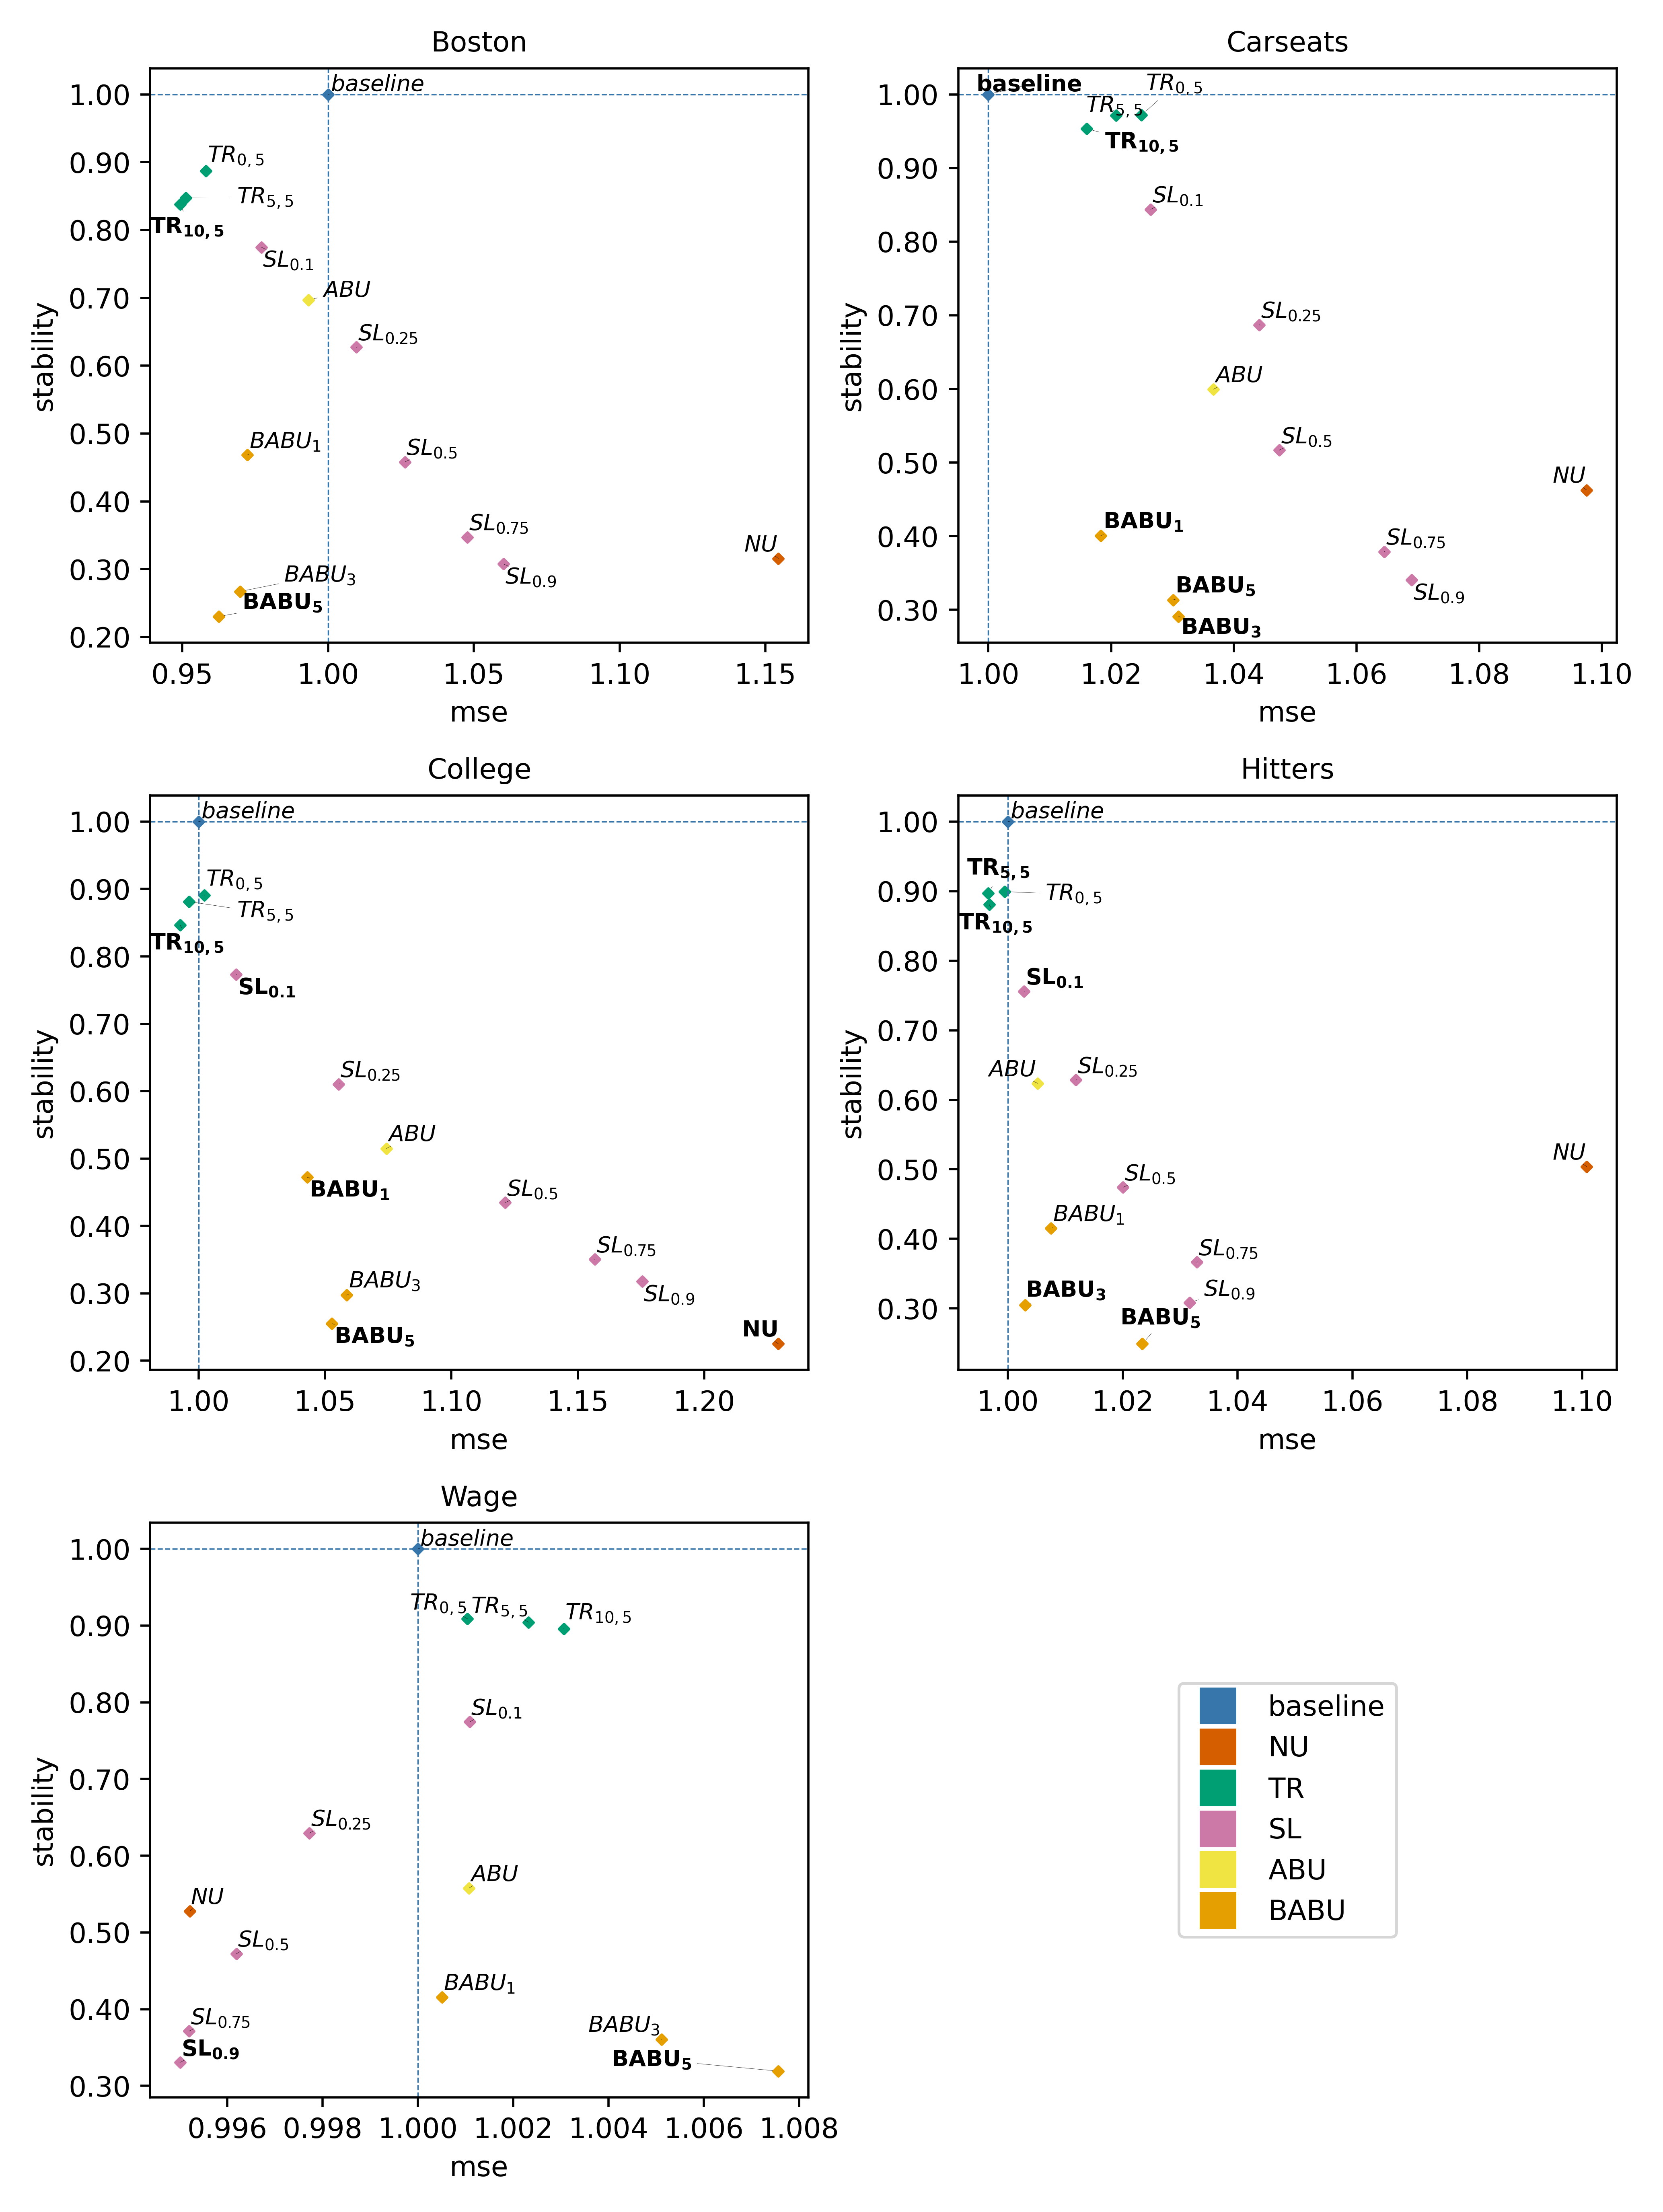 Boston
baseline
TR0,5
TR5,5
TR10,5
SL0.1
ABU
SL0.25
BABU1
SL0.5
SL0.75
NU
SL0.9
BABU3
BABU5
1.00
0.90
0.80
0.70
0.60
0.50
0.40
0.30
0.20
stability
0.95 1.00 1.05 1.10 1.15
mse
Carseats
baseline
TR0,5
TR5,5
TR10,5
SL0.1
SL0.25
ABU
SL0.5
NU
BABU1
SL0.75
BABU5
SL0.9
BABU3
1.00
0.90
0.80
0.70
0.60
0.50
0.40
0.30
stability
1.00 1.02 1.04 1.06 1.08 1.10
mse
College
baseline
TR0,5
TR5,5
TR10,5
SL0.1
SL0.25
ABU
BABU1
SL0.5
SL0.75
BABU3
SL0.9
BABU5
NU
1.00
0.90
0.80
0.70
0.60
0.50
0.40
0.30
0.20
stability
1.00 1.05 1.10 1.15 1.20
mse
Hitters
baseline
TR5,5
TR0,5
TR10,5
SL0.1
ABU
SL0.25
NU
SL0.5
BABU1
SL0.75
BABU3
SL0.9
BABU5
1.00
0.90
0.80
0.70
0.60
0.50
0.40
0.30
stability
1.00 1.02 1.04 1.06 1.08 1.10
mse
Wage
baseline
TR0,5
TR5,5
TR10,5
SL0.1
SL0.25
ABU
NU
SL0.5
BABU1
SL0.75
BABU3
SL0.9
BABU5
1.00
0.90
0.80
0.70
0.60
0.50
0.40
0.30
stability
0.996 0.998 1.000 1.002 1.004 1.006 1.008
mse
baseline
NU
TR
SL
ABU
BABU